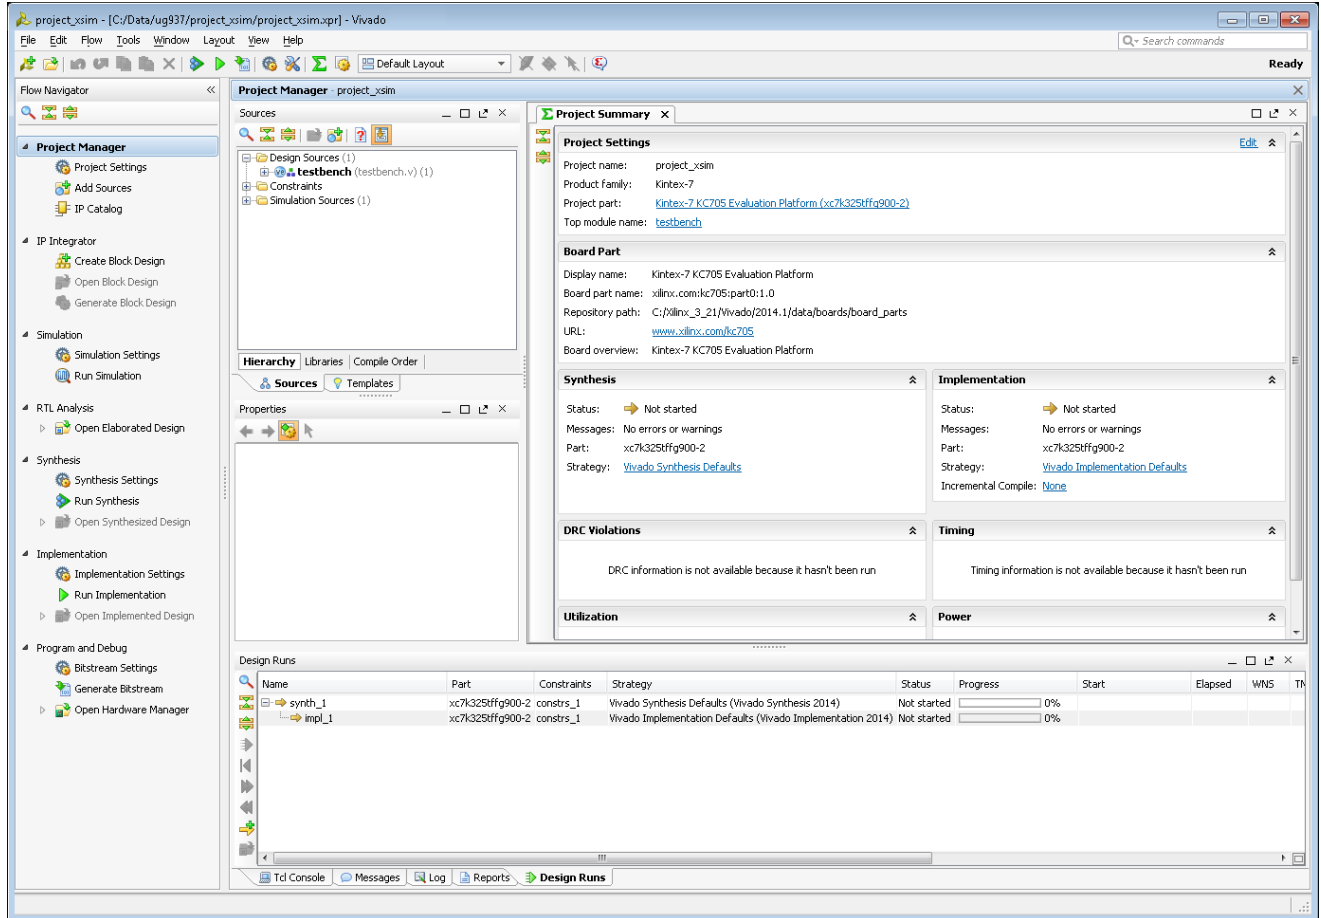 project_xsim - [C:/Data/ug937/project_xsim/project_xsim.xpr] - Vivado
File Edit Flow Tools Window Layout View Help
Search commands
Default Layout
Ready
Flow Navigator
Project Manager
Project Settings
Add Sources
IP Catalog
IP Integrator
Create Block Design
Open Block Design
Generate Block Design
Simulation
Simulation Settings
Run Simulation
RTL Analysis
Open Elaborated Design
Synthesis
Synthesis Settings
Run Synthesis
Open Synthesized Design
Implementation
Implementation Settings
Run Implementation
Open Implemented Design
Program and Debug
Bitstream Settings
Generate Bitstream
Open Hardware Manager
Project Manager - project_xsim
Sources
Design Sources (1)
testbench (testbench.v) (1)
Constraints
Simulation Sources (1)
Hierarchy Libraries Compile Order
Sources Templates
Properties
Project Summary
Project Settings Edit
Project name: project_xsim
Product family: Kintex-7
Project part: Kintex-7 KC705 Evaluation Platform (xc7k325tffg900-2)
Top module name: testbench
Board Part
Display name: Kintex-7 KC705 Evaluation Platform
Board part name: xilinx.com:kc705:part0:1.0
Repository path: C:/Xilinx_3_21/Vivado/2014.1/data/boards/board_parts
URL: www.xilinx.com/kc705
Board overview: Kintex-7 KC705 Evaluation Platform
Synthesis
Status: Not started
Messages: No errors or warnings
Part: xc7k325tffg900-2
Strategy: Vivado Synthesis Defaults
Implementation
Status: Not started
Messages: No errors or warnings
Part: xc7k325tffg900-2
Strategy: Vivado Implementation Defaults
Incremental Compile: None
DRC Violations
DRC information is not available because it hasn't been run
Timing
Timing information is not available because it hasn't been run
Utilization
Power
Design Runs
Name Part Constraints Strategy Status Progress Start Elapsed WNS TN
synth_1 xc7k325tffg900-2 constrs_1 Vivado Synthesis Defaults (Vivado Synthesis 2014) Not started 0%
impl_1 xc7k325tffg900-2 constrs_1 Vivado Implementation Defaults (Vivado Implementation 2014) Not started 0%
Tcl Console Messages Log Reports Design Runs